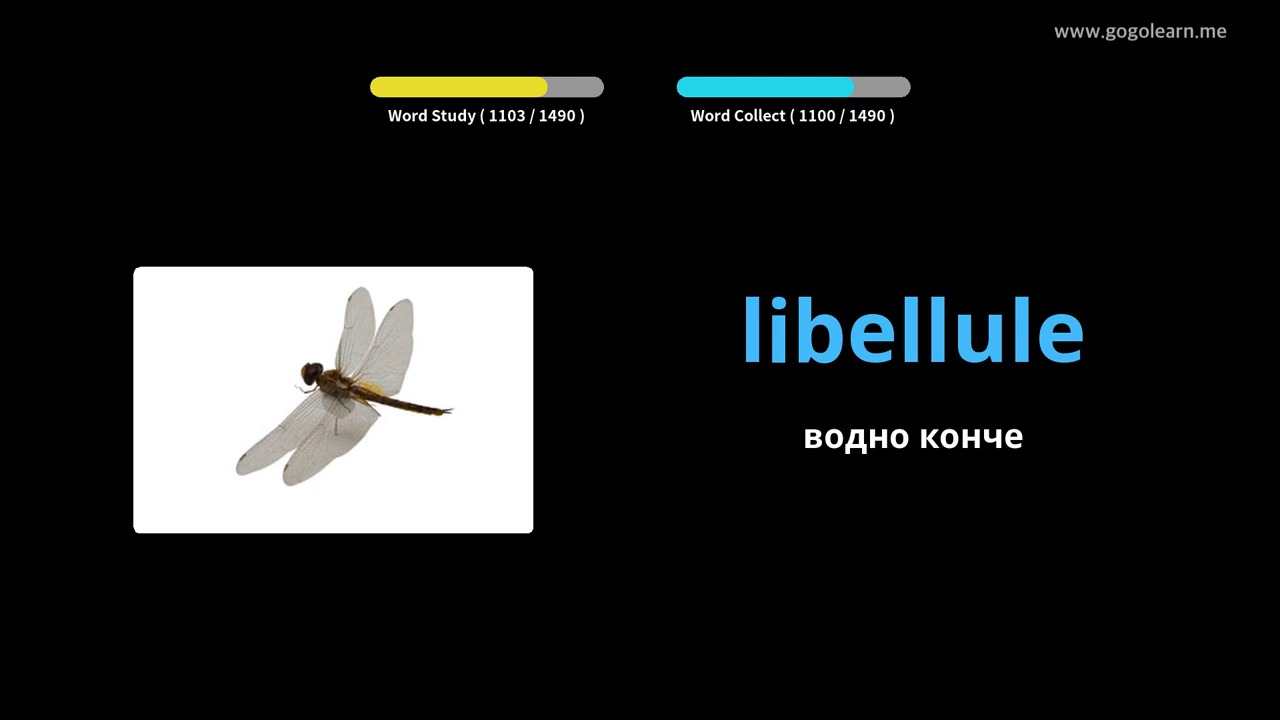 www.gogolearn.me
Word Study ( 1103 / 1490 )
Word Collect ( 1100 / 1490 )
libellule
водно конче